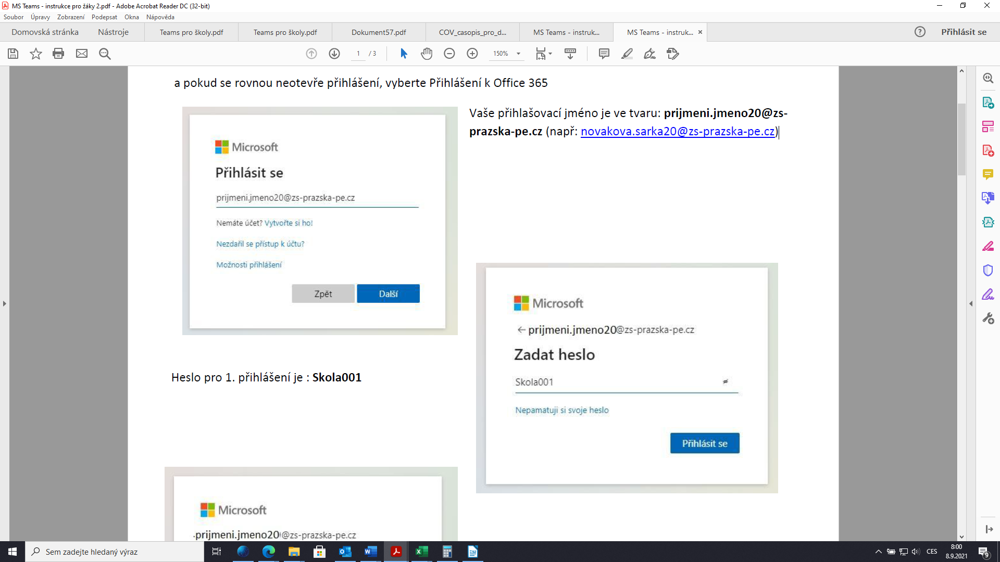 MS Teams - instrukce pro žáky 2.pdf - Adobe Acrobat Reader DC (32-bit)
Soubor Úpravy Zobrazení Podepsat Okna Nápověda
Domovská stránka Nástroje Teams pro školy.pdf Teams pro školy.pdf Dokument57.pdf COV_casopis_pro_d... MS Teams - instruk... MS Teams - instruk... × Přihlásit se
1 / 3 150%
a pokud se rovnou neotevře přihlášení, vyberte Přihlášení k Office 365
Vaše přihlašovací jméno je ve tvaru: prijmeni.jmeno20@zs-
prazska-pe.cz (např: novakova.sarka20@zs-prazska-pe.cz)
Microsoft
Přihlásit se
prijmeni.jmeno20@zs-prazska-pe.cz
Nemáte účet? Vytvořte si ho!
Nezdařil se přístup k účtu?
Možnosti přihlášení
Zpět Další
Microsoft
prijmeni.jmeno20@zs-prazska-pe.cz
Zadat heslo
Skola001
Nepamatuji si svoje heslo
Přihlásit se
Heslo pro 1. přihlášení je : Skola001
Microsoft
.prijmeni.jmeno20@zs-prazska-pe.cz
Sem zadejte hledaný výraz
CES
8:00
8.9.2021
9